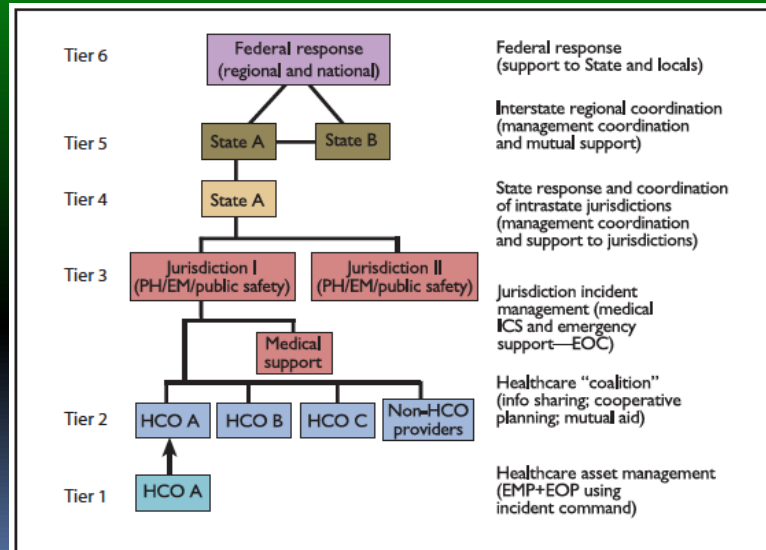 Tier 6
Federal response
(regional and national)
Federal response
(support to State and locals)
Tier 5
State A
State B
Interstate regional coordination
(management coordination
and mutual support)
Tier 4
State A
State response and coordination
of intrastate jurisdictions
(management coordination
and support to jurisdictions)
Tier 3
Jurisdiction I
(PH/EM/public safety)
Jurisdiction II
(PH/EM/public safety)
Medical
support
Jurisdiction incident
management (medical
ICS and emergency
support—EOC)
Tier 2
HCO A
HCO B
HCO C
Non-HCO
providers
Healthcare “coalition”
(info sharing; cooperative
planning; mutual aid)
Tier 1
HCO A
Healthcare asset management
(EMP+EOP using
incident command)